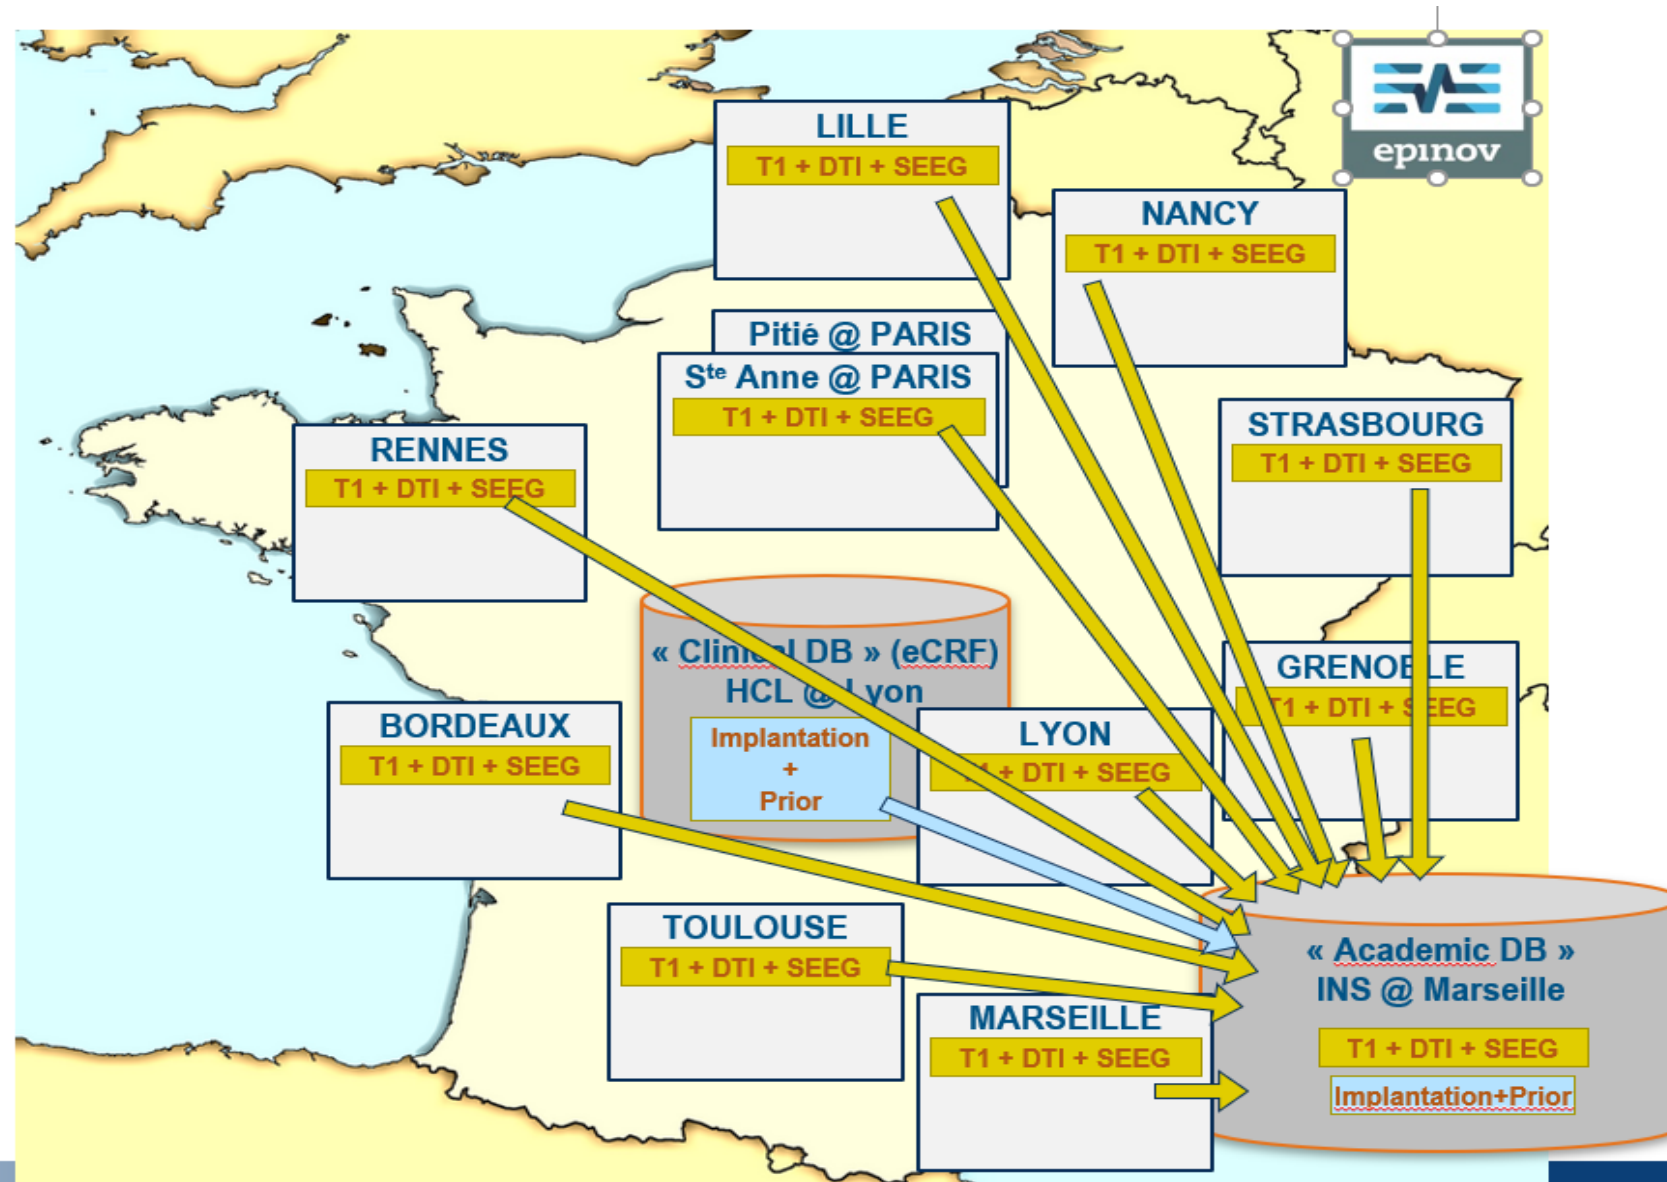 epinov
LILLE
T1 + DTI + SEEG
NANCY
T1 + DTI + SEEG
Pitié @ PARIS
Ste Anne @ PARIS
T1 + DTI + SEEG
STRASBOURG
T1 + DTI + SEEG
RENNES
T1 + DTI + SEEG
« Clinical DB » (eCRF)
HCL @ Lyon
Implantation
+
Prior
GRENOBLE
T1 + DTI + SEEG
BORDEAUX
T1 + DTI + SEEG
LYON
T1 + DTI + SEEG
TOULOUSE
T1 + DTI + SEEG
MARSEILLE
T1 + DTI + SEEG
« Academic DB »
INS @ Marseille
T1 + DTI + SEEG
Implantation+Prior